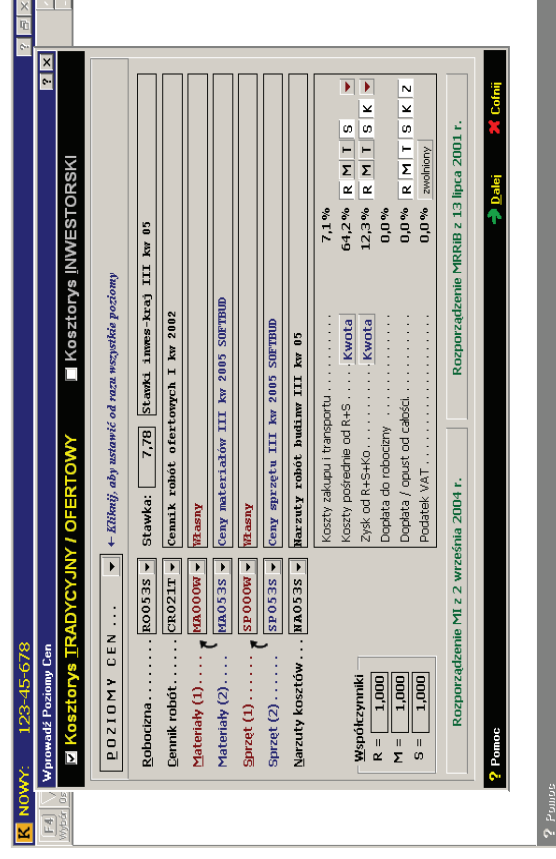 K NOWY: 123-45-678
Wprowadź Poziomy Cen
Kosztorys TRADYCYJNY / OFERTOWY Kosztorys INWESTORSKI
POZIOMY CEN ... ← Kliknij, aby ustawić od razu wszystkie poziomy
Robocizna........ RO053S Stawka: 7,78 Stawki inwes-kraj III kw 05
Cennik robót...... CR021T Cennik robót ofertowych I kw 2002
Materiały (1)..... MA000W Własny
Materiały (2)..... MA053S Ceny materiałów III kw 2005 SOFTBUD
Sprzęt (1)....... SP000W Własny
Sprzęt (2)....... SP053S Ceny sprzętu III kw 2005 SOFTBUD
Narzuty kosztów... NA053S Narzuty robót budinw III kw 05
Współczynniki
R = 1,000
M = 1,000
S = 1,000
Koszty zakupu i transportu........ 7,1%
Koszty pośrednie od R+S.... Kwota 64,2% R M T S
Zysk od R+S+Ko........... Kwota 12,3% R M T S K
Dopłata do robocizny............ 0,0%
Dopłata / opust od całości......... 0,0% R M T S K Z
Podatek VAT.................. 0,0% zwolniony
Rozporządzenie MI z 2 września 2004 r. Rozporządzenie MRRiB z 13 lipca 2001 r.
? Pomoc Dalej Cofnij
F4
Wybór
? Pomoc